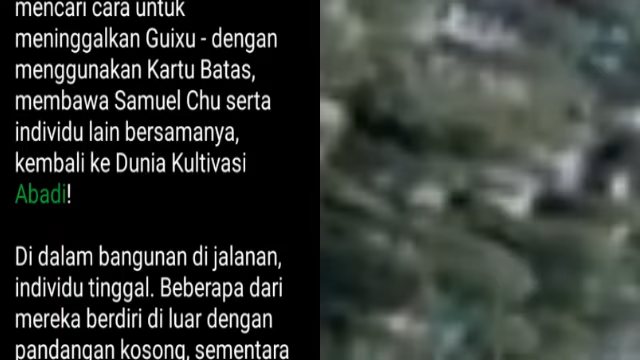 mencari cara untuk
meninggalkan Guixu - dengan
menggunakan Kartu Batas,
membawa Samuel Chu serta
individu lain bersamanya,
kembali ke Dunia Kultivasi
Abadi!
Di dalam bangunan di jalanan,
individu tinggal. Beberapa dari
mereka berdiri di luar dengan
pandangan kosong, sementara